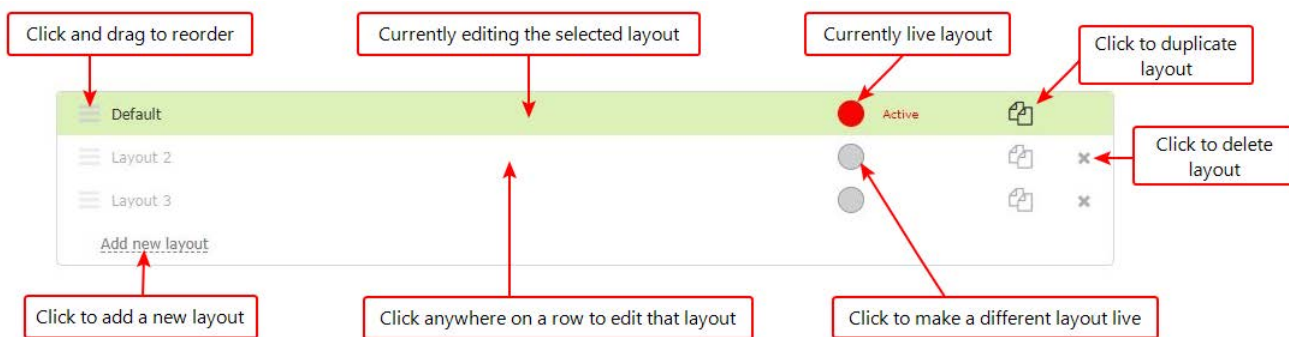 Click and drag to reorder
Currently editing the selected layout
Currently live layout
Click to duplicate
layout
Default
Active
Layout 2
Click to delete
layout
Layout 3
Add new layout
Click to add a new layout
Click anywhere on a row to edit that layout
Click to make a different layout live